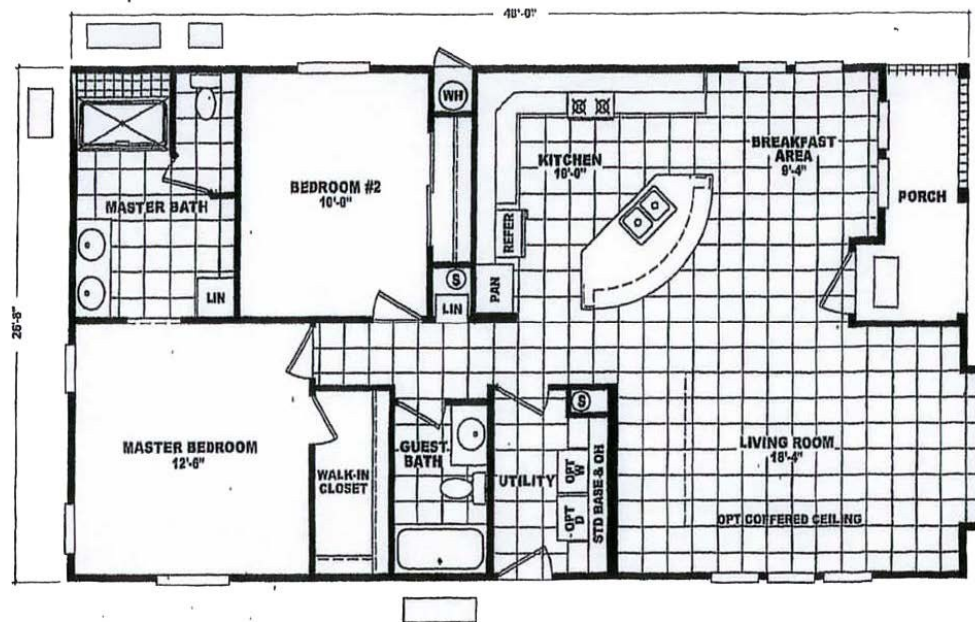 48'-0"
26'-8"
WH
BEDROOM #2
10'-0"
KITCHEN
10'-0"
BREAKFAST
AREA
9'-4"
PORCH
MASTER BATH
REFER
LIN
S
LIN
PAN
MASTER BEDROOM
12'-6"
WALK-IN
CLOSET
GUEST
BATH
UTILITY
S
OPT
W
OPT
D
STD BASE & OH
LIVING ROOM
18'-4"
OPT COFFERED CEILING